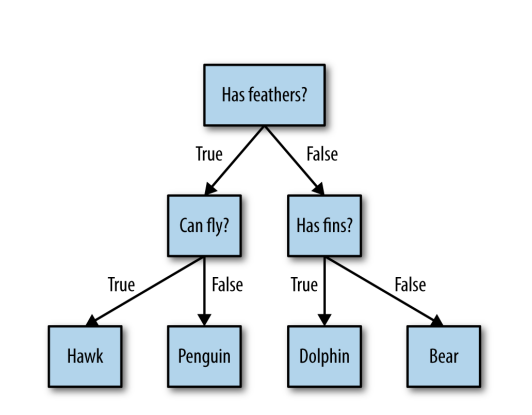 Has feathers?
True
False
Can fly?
Has fins?
True
False
True
False
Hawk
Penguin
Dolphin
Bear